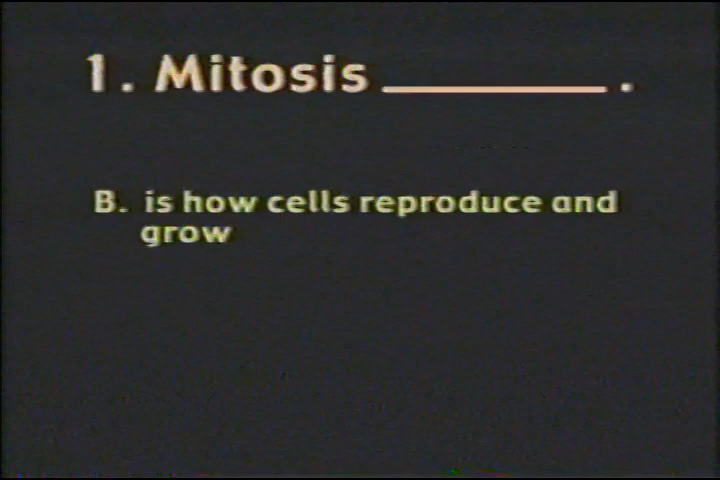 1. Mitosis ________.
B. is how cells reproduce and
grow